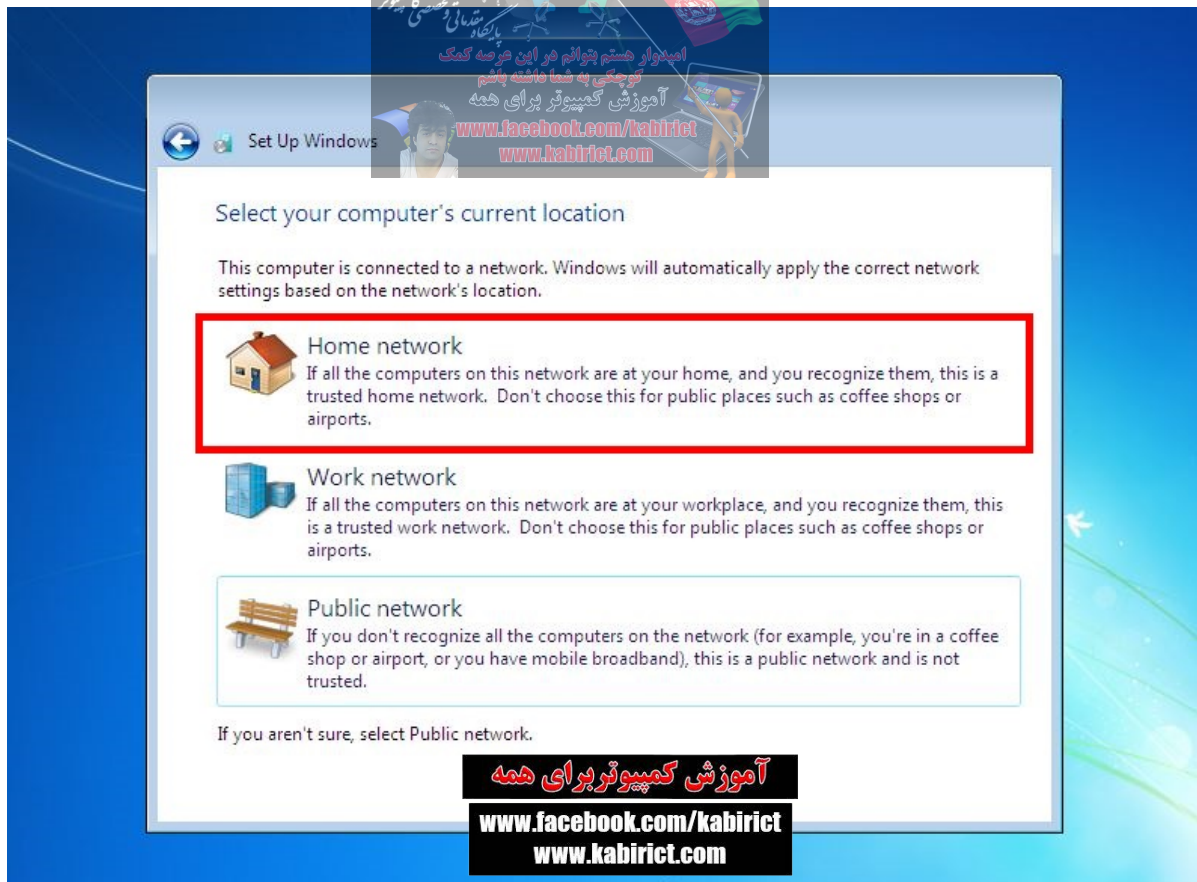 پایگاه مقدماتی و تخصصی کمپیوتر
امیدوار هستم بتوانم در این عرصه کمک
کوچکی به شما داشته باشم
آموزش کمپیوتر برای همه
www.facebook.com/kabirict
www.kabirict.com
Set Up Windows
Select your computer's current location
This computer is connected to a network. Windows will automatically apply the correct network
settings based on the network's location.
Home network
If all the computers on this network are at your home, and you recognize them, this is a
trusted home network. Don't choose this for public places such as coffee shops or
airports.
Work network
If all the computers on this network are at your workplace, and you recognize them, this
is a trusted work network. Don't choose this for public places such as coffee shops or
airports.
Public network
If you don't recognize all the computers on the network (for example, you're in a coffee
shop or airport, or you have mobile broadband), this is a public network and is not
trusted.
If you aren't sure, select Public network.
آموزش کمپیوتر برای همه
www.facebook.com/kabirict
www.kabirict.com